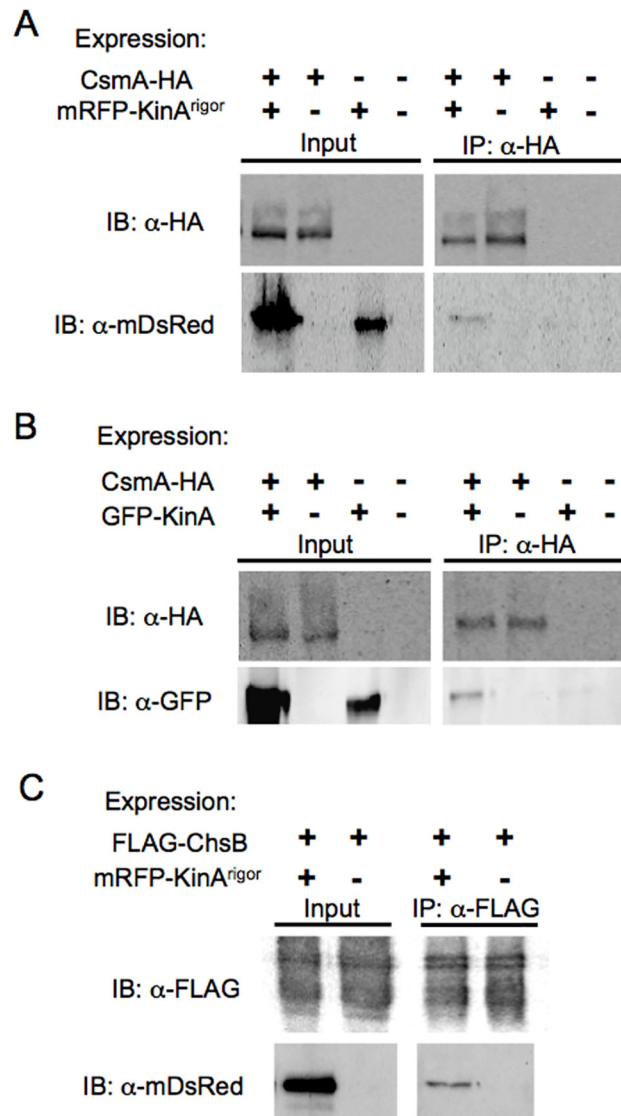 A
Expression:
CsmA-HA + + - - + + - -
mRFP-KinA^rigor + - + - + - + -
Input IP: α-HA
IB: α-HA
IB: α-mDsRed
B
Expression:
CsmA-HA + + - - + + - -
GFP-KinA + - + - + - + -
Input IP: α-HA
IB: α-HA
IB: α-GFP
C
Expression:
FLAG-ChsB + + + +
mRFP-KinA^rigor + - + -
Input IP: α-FLAG
IB: α-FLAG
IB: α-mDsRed